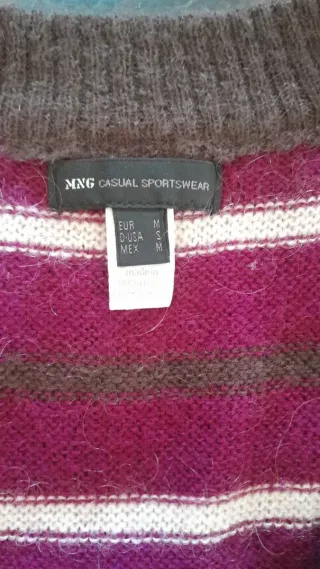 MNG CASUAL SPORTSWEAR
EUR M
D·USA S
MEX M
made in